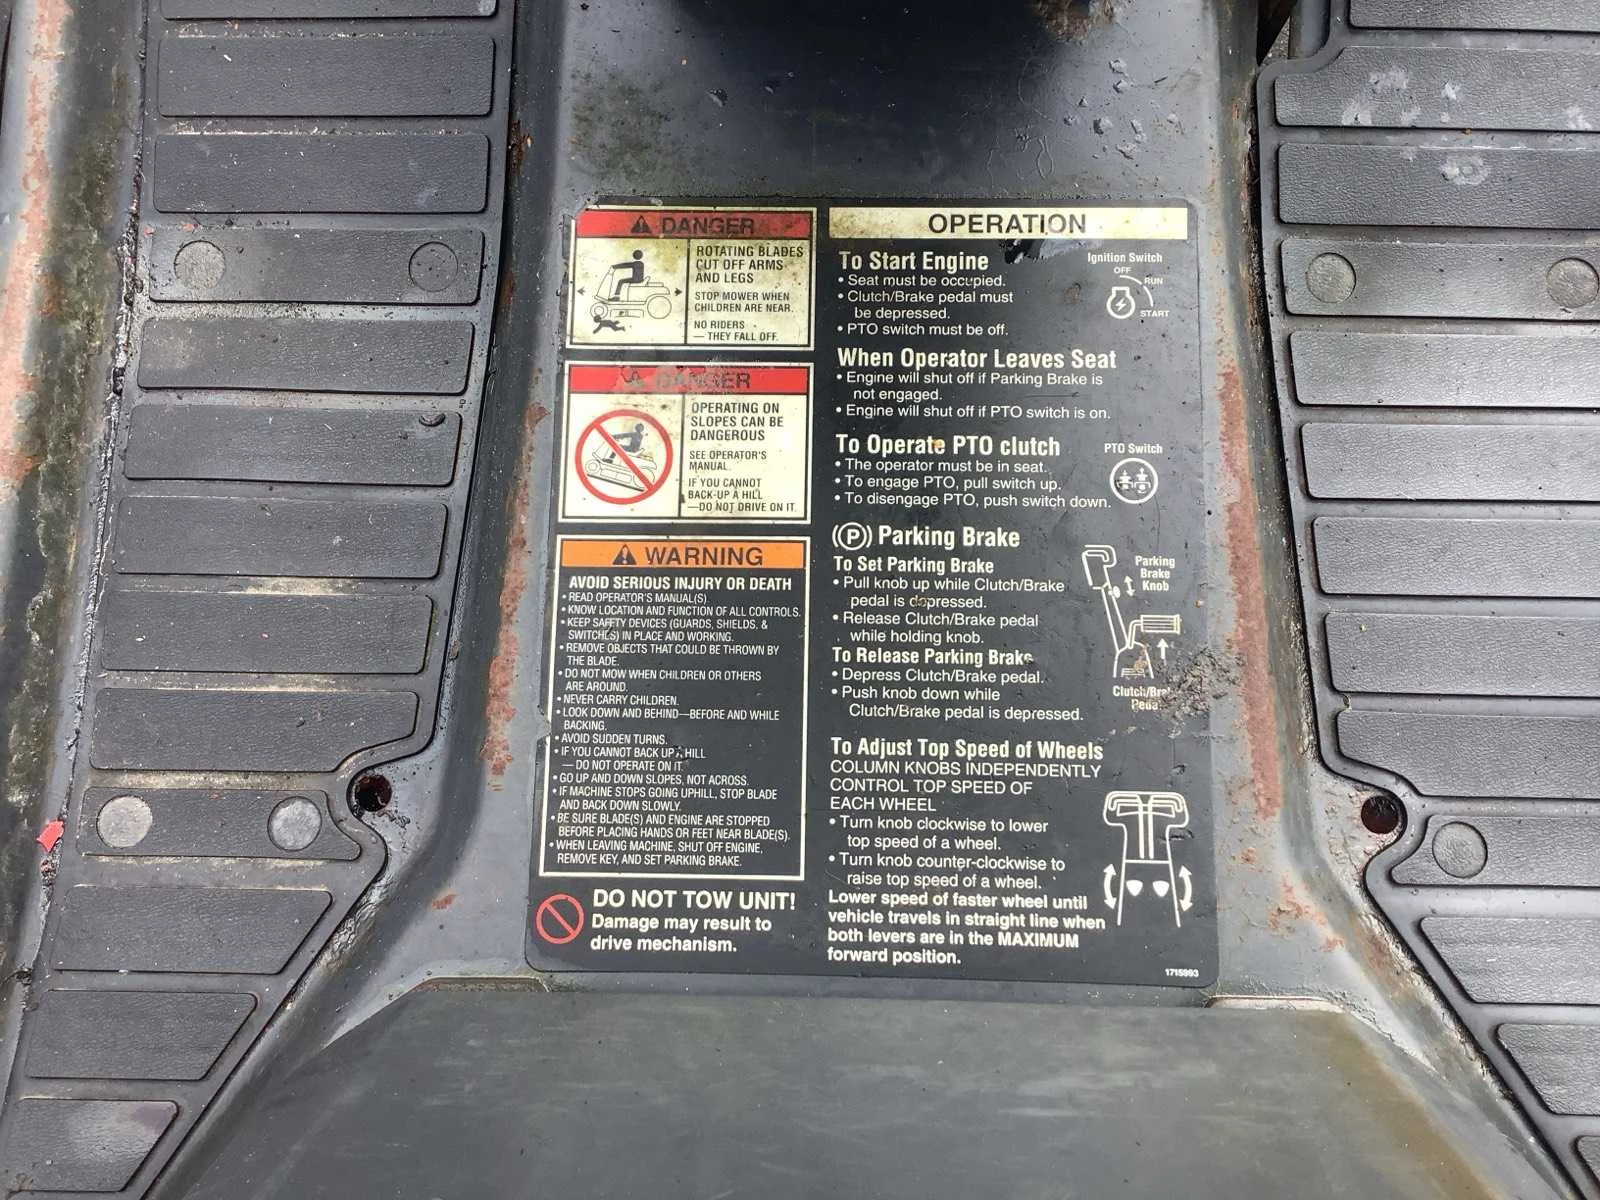 DANGER
ROTATING BLADES
CUT OFF ARMS
AND LEGS
STOP MOWER WHEN
CHILDREN ARE NEAR.
NO RIDERS
— THEY FALL OFF.
DANGER
OPERATING ON
SLOPES CAN BE
DANGEROUS
SEE OPERATOR'S
MANUAL.
IF YOU CANNOT
BACK-UP A HILL
—DO NOT DRIVE ON IT.
WARNING
AVOID SERIOUS INJURY OR DEATH
• READ OPERATOR'S MANUAL(S).
• KNOW LOCATION AND FUNCTION OF ALL CONTROLS.
• KEEP SAFETY DEVICES (GUARDS, SHIELDS, &
SWITCHES) IN PLACE AND WORKING.
• REMOVE OBJECTS THAT COULD BE THROWN BY
THE BLADE.
• DO NOT MOW WHEN CHILDREN OR OTHERS
ARE AROUND.
• NEVER CARRY CHILDREN.
• LOOK DOWN AND BEHIND—BEFORE AND WHILE
BACKING.
• AVOID SUDDEN TURNS.
• IF YOU CANNOT BACK UP A HILL
— DO NOT OPERATE ON IT.
• GO UP AND DOWN SLOPES, NOT ACROSS.
• IF MACHINE STOPS GOING UPHILL, STOP BLADE
AND BACK DOWN SLOWLY.
• BE SURE BLADE(S) AND ENGINE ARE STOPPED
BEFORE PLACING HANDS OR FEET NEAR BLADE(S).
• WHEN LEAVING MACHINE, SHUT OFF ENGINE,
REMOVE KEY, AND SET PARKING BRAKE.
DO NOT TOW UNIT!
Damage may result to
drive mechanism.
OPERATION
To Start Engine
• Seat must be occupied.
• Clutch/Brake pedal must
be depressed.
• PTO switch must be off.
Ignition Switch
OFF
RUN
START
When Operator Leaves Seat
• Engine will shut off if Parking Brake is
not engaged.
• Engine will shut off if PTO switch is on.
To Operate PTO clutch
• The operator must be in seat.
• To engage PTO, pull switch up.
• To disengage PTO, push switch down.
PTO Switch
(P) Parking Brake
To Set Parking Brake
• Pull knob up while Clutch/Brake
pedal is depressed.
• Release Clutch/Brake pedal
while holding knob.
To Release Parking Brake
• Depress Clutch/Brake pedal.
• Push knob down while
Clutch/Brake pedal is depressed.
Parking
Brake
Knob
Clutch/Brake
Pedal
To Adjust Top Speed of Wheels
COLUMN KNOBS INDEPENDENTLY
CONTROL TOP SPEED OF
EACH WHEEL
• Turn knob clockwise to lower
top speed of a wheel.
• Turn knob counter-clockwise to
raise top speed of a wheel.
Lower speed of faster wheel until
vehicle travels in straight line when
both levers are in the MAXIMUM
forward position.
1715993